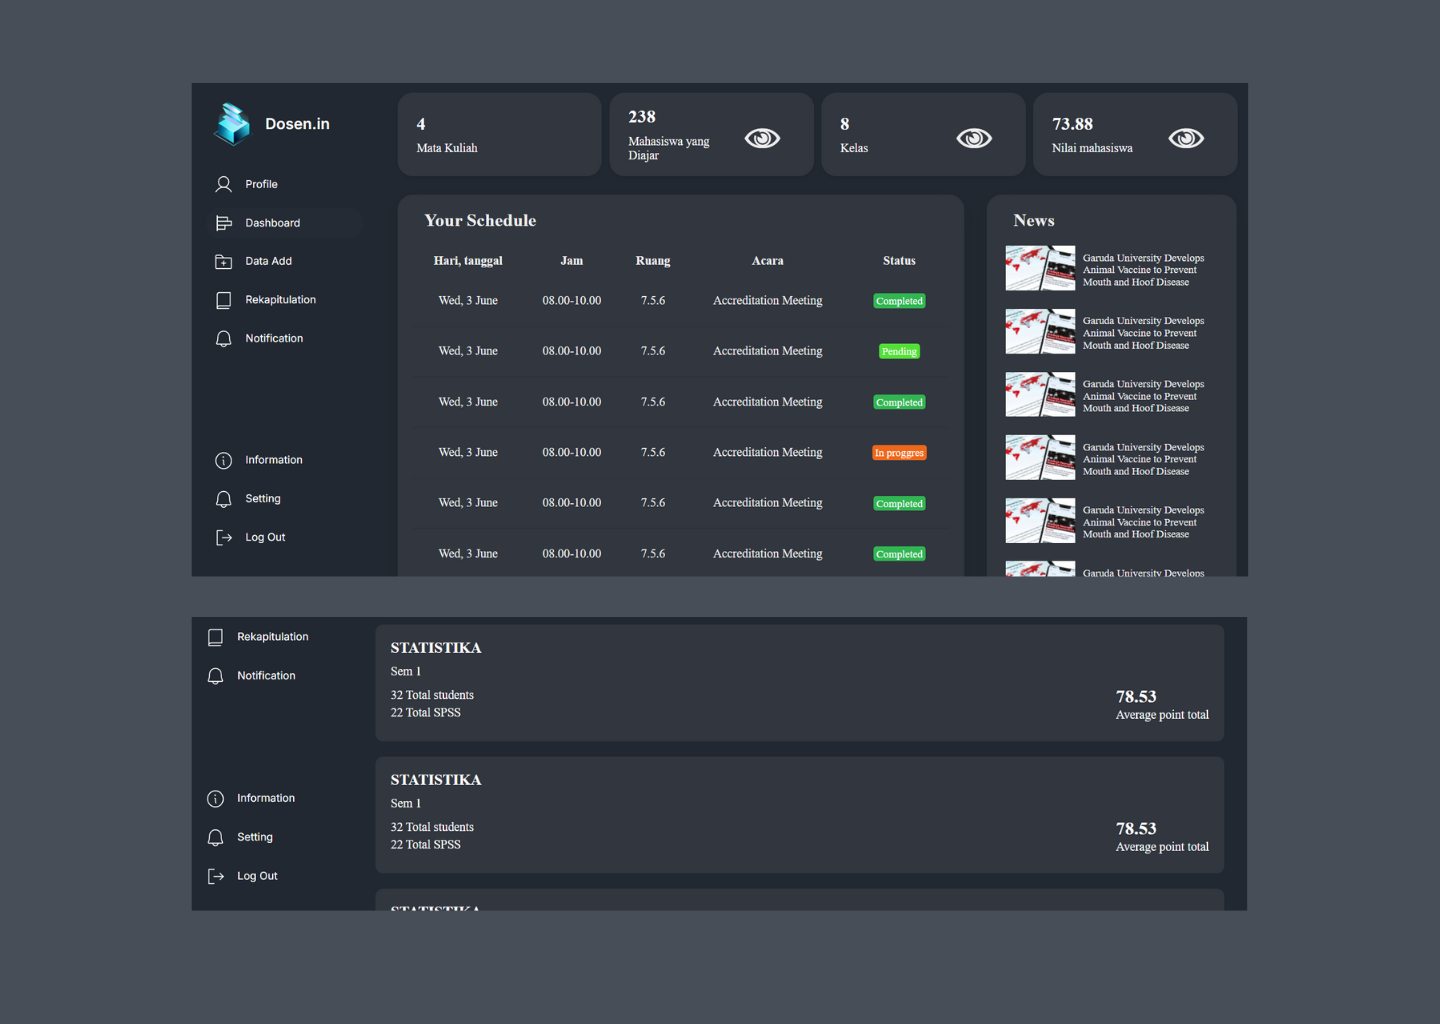 Dosen.in
Profile
Dashboard
Data Add
Rekapitulation
Notification
Information
Setting
Log Out
4
Mata Kuliah
238
Mahasiswa yang
Diajar
8
Kelas
73.88
Nilai mahasiswa
Your Schedule
Hari, tanggal Jam Ruang Acara Status
Wed, 3 June 08.00-10.00 7.5.6 Accreditation Meeting Completed
Wed, 3 June 08.00-10.00 7.5.6 Accreditation Meeting Pending
Wed, 3 June 08.00-10.00 7.5.6 Accreditation Meeting Completed
Wed, 3 June 08.00-10.00 7.5.6 Accreditation Meeting In proggres
Wed, 3 June 08.00-10.00 7.5.6 Accreditation Meeting Completed
Wed, 3 June 08.00-10.00 7.5.6 Accreditation Meeting Completed
News
Garuda University Develops
Animal Vaccine to Prevent
Mouth and Hoof Disease
Garuda University Develops
Animal Vaccine to Prevent
Mouth and Hoof Disease
Garuda University Develops
Animal Vaccine to Prevent
Mouth and Hoof Disease
Garuda University Develops
Animal Vaccine to Prevent
Mouth and Hoof Disease
Garuda University Develops
Animal Vaccine to Prevent
Mouth and Hoof Disease
Garuda University Develops
Rekapitulation
Notification
Information
Setting
Log Out
STATISTIKA
Sem 1
32 Total students
22 Total SPSS
78.53
Average point total
STATISTIKA
Sem 1
32 Total students
22 Total SPSS
78.53
Average point total
STATISTIKA